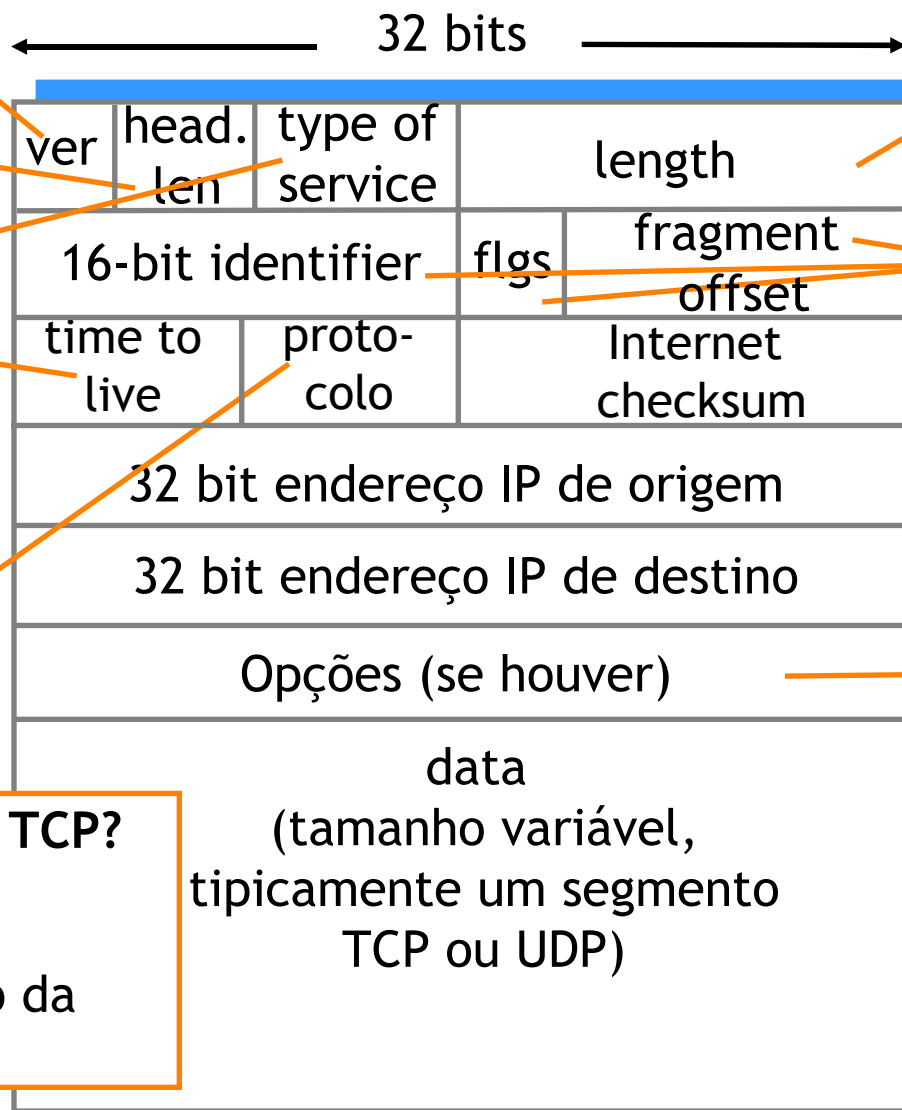 32 bits
ver
head.
len
type of
service
length
16-bit identifier
flgs
fragment
offset
time to
live
proto-
colo
Internet
checksum
32 bit endereço IP de origem
32 bit endereço IP de destino
Opções (se houver)
data
(tamanho variável,
tipicamente um segmento
TCP ou UDP)
TCP?
da